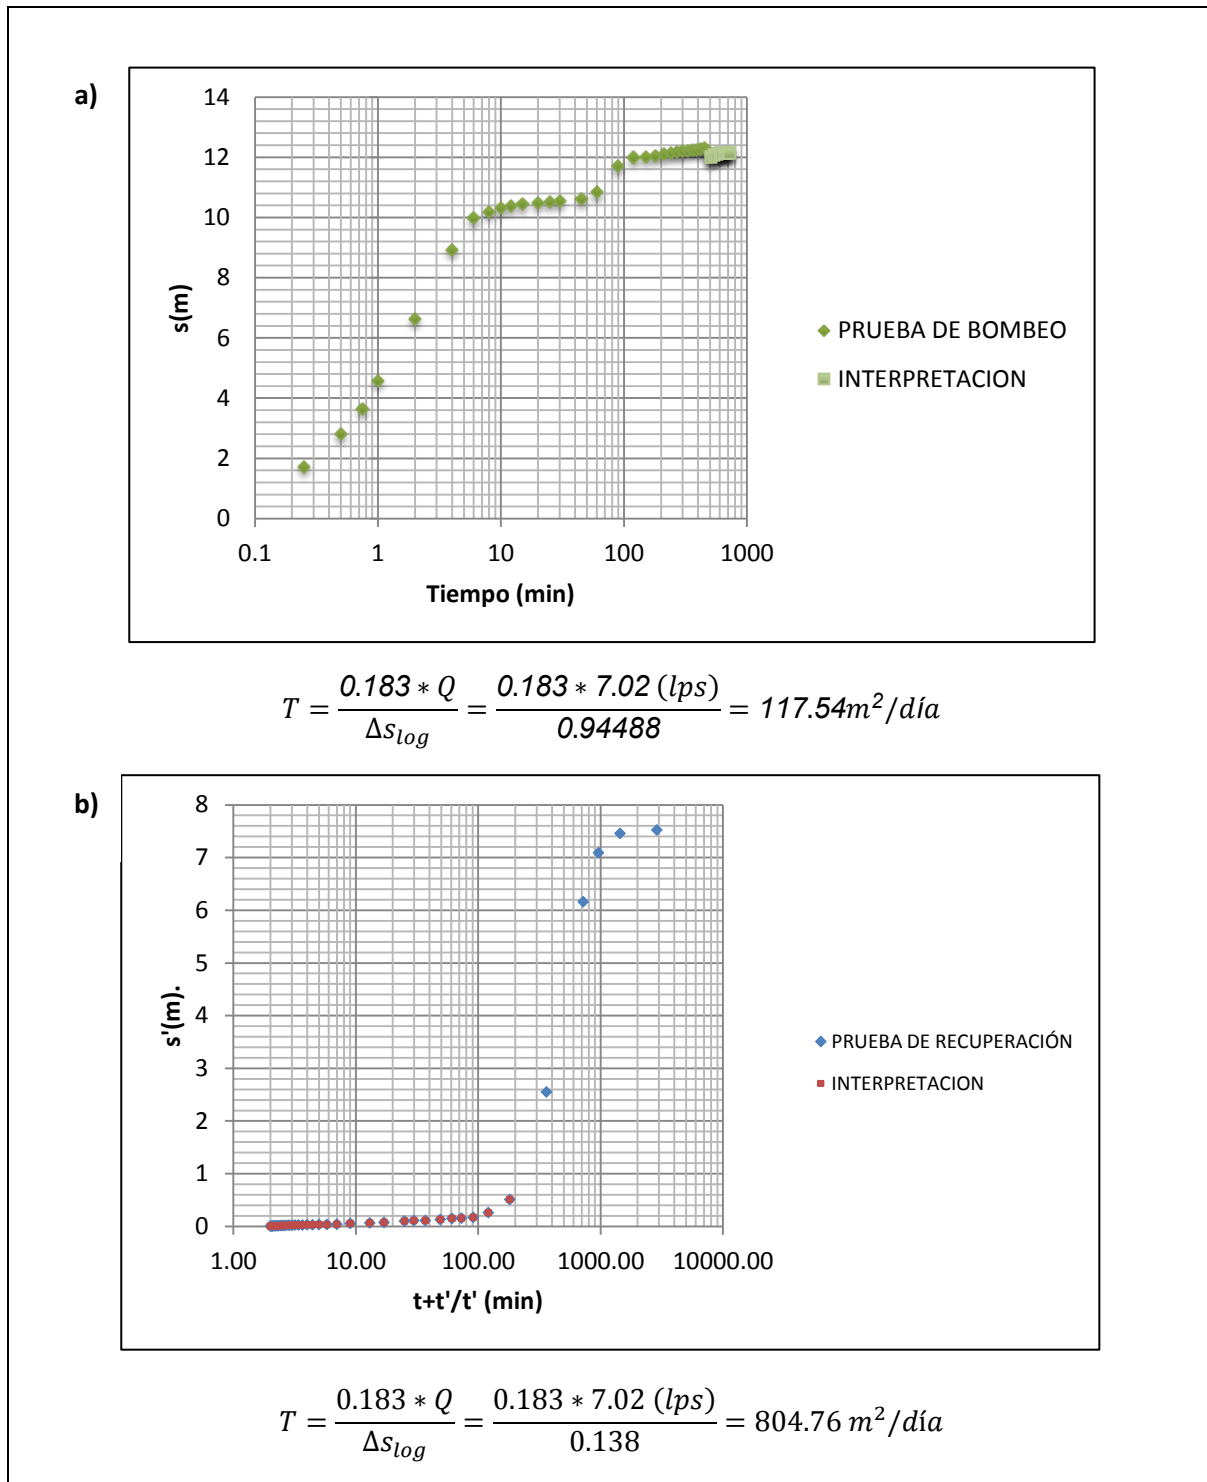 a)
14
12
10
8
6
4
2
0
s(m)
0.1 1 10 100 1000
Tiempo (min)
PRUEBA DE BOMBEO
INTERPRETACION
T = 0.183 * Q / Δs_log = 0.183 * 7.02 (lps) / 0.94488 = 117.54 m²/día
b)
8
7
6
5
4
3
2
1
0
s'(m).
1.00 10.00 100.00 1000.00 10000.00
t+t'/t' (min)
PRUEBA DE RECUPERACIÓN
INTERPRETACION
T = 0.183 * Q / Δs_log = 0.183 * 7.02 (lps) / 0.138 = 804.76 m²/día